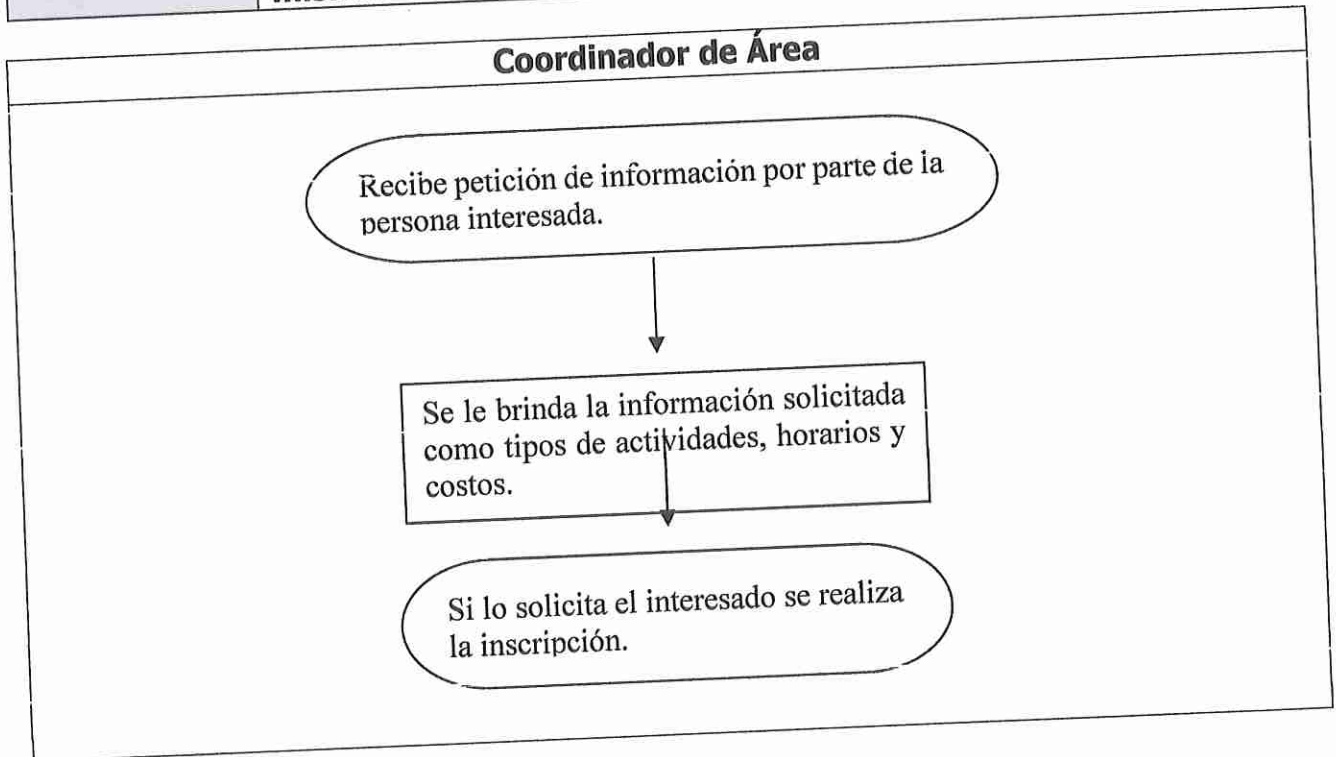 Coordinador de Área
Recibe petición de información por parte de la
persona interesada.
Se le brinda la información solicitada
como tipos de actividades, horarios y
costos.
Si lo solicita el interesado se realiza
la inscripción.